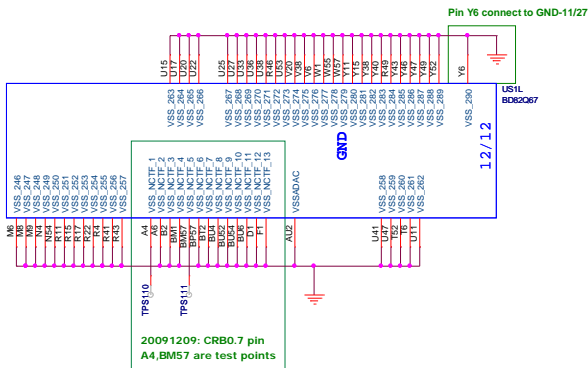 Pin Y6 connect to GND-11/27
U15
U17
U20
U22
U25
U27
U33
U36
U38
R46
U53
V20
V38
V6
W1
W55
W57
Y11
Y15
Y38
Y40
R49
Y43
Y46
Y47
Y49
Y52
Y6
US1L
BD82Q67
VSS_263
VSS_264
VSS_265
VSS_266
VSS_267
VSS_268
VSS_269
VSS_270
VSS_271
VSS_272
VSS_273
VSS_274
VSS_275
VSS_276
VSS_277
VSS_278
VSS_279
VSS_280
VSS_281
VSS_282
VSS_283
VSS_284
VSS_285
VSS_286
VSS_287
VSS_288
VSS_289
VSS_290
GND
12/12
VSS_246
VSS_247
VSS_248
VSS_249
VSS_250
VSS_251
VSS_252
VSS_253
VSS_254
VSS_255
VSS_256
VSS_257
VSS_NCTF_1
VSS_NCTF_2
VSS_NCTF_3
VSS_NCTF_4
VSS_NCTF_5
VSS_NCTF_6
VSS_NCTF_7
VSS_NCTF_8
VSS_NCTF_9
VSS_NCTF_10
VSS_NCTF_11
VSS_NCTF_12
VSS_NCTF_13
VSSADAC
VSS_258
VSS_259
VSS_260
VSS_261
VSS_262
M6
M8
M9
N4
N54
R11
R15
R17
R22
R4
R41
R43
A4
A6
B2
BM1
BM57
BP57
BT2
BU4
BU52
BU54
BU6
D1
F1
AU2
U41
U47
T52
T6
U11
TPS110
TPS111
20091209: CRB0.7 pin
A4,BM57 are test points